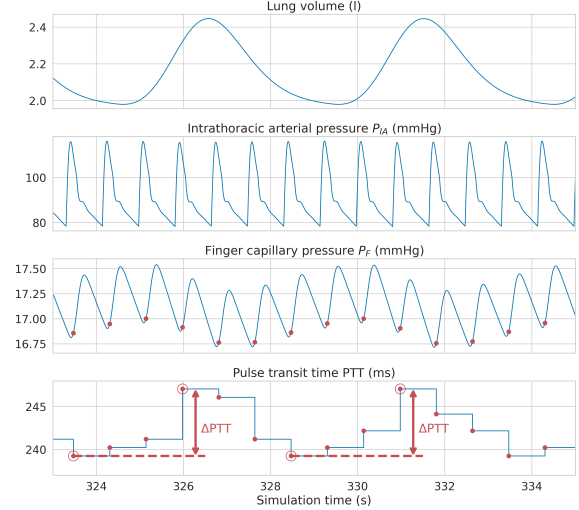 Lung volume (l)
2.4
2.2
2.0
Intrathoracic arterial pressure P_IA (mmHg)
100
80
Finger capillary pressure P_F (mmHg)
17.50
17.25
17.00
16.75
Pulse transit time PTT (ms)
245
240
ΔPTT
ΔPTT
324
326
328
330
332
334
Simulation time (s)